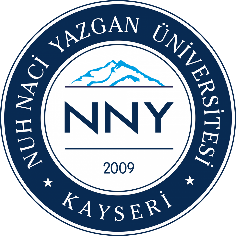 NUH NACİ YAZGAN ÜNİVERSİTESİ
NNY
2009
KAYSERİ